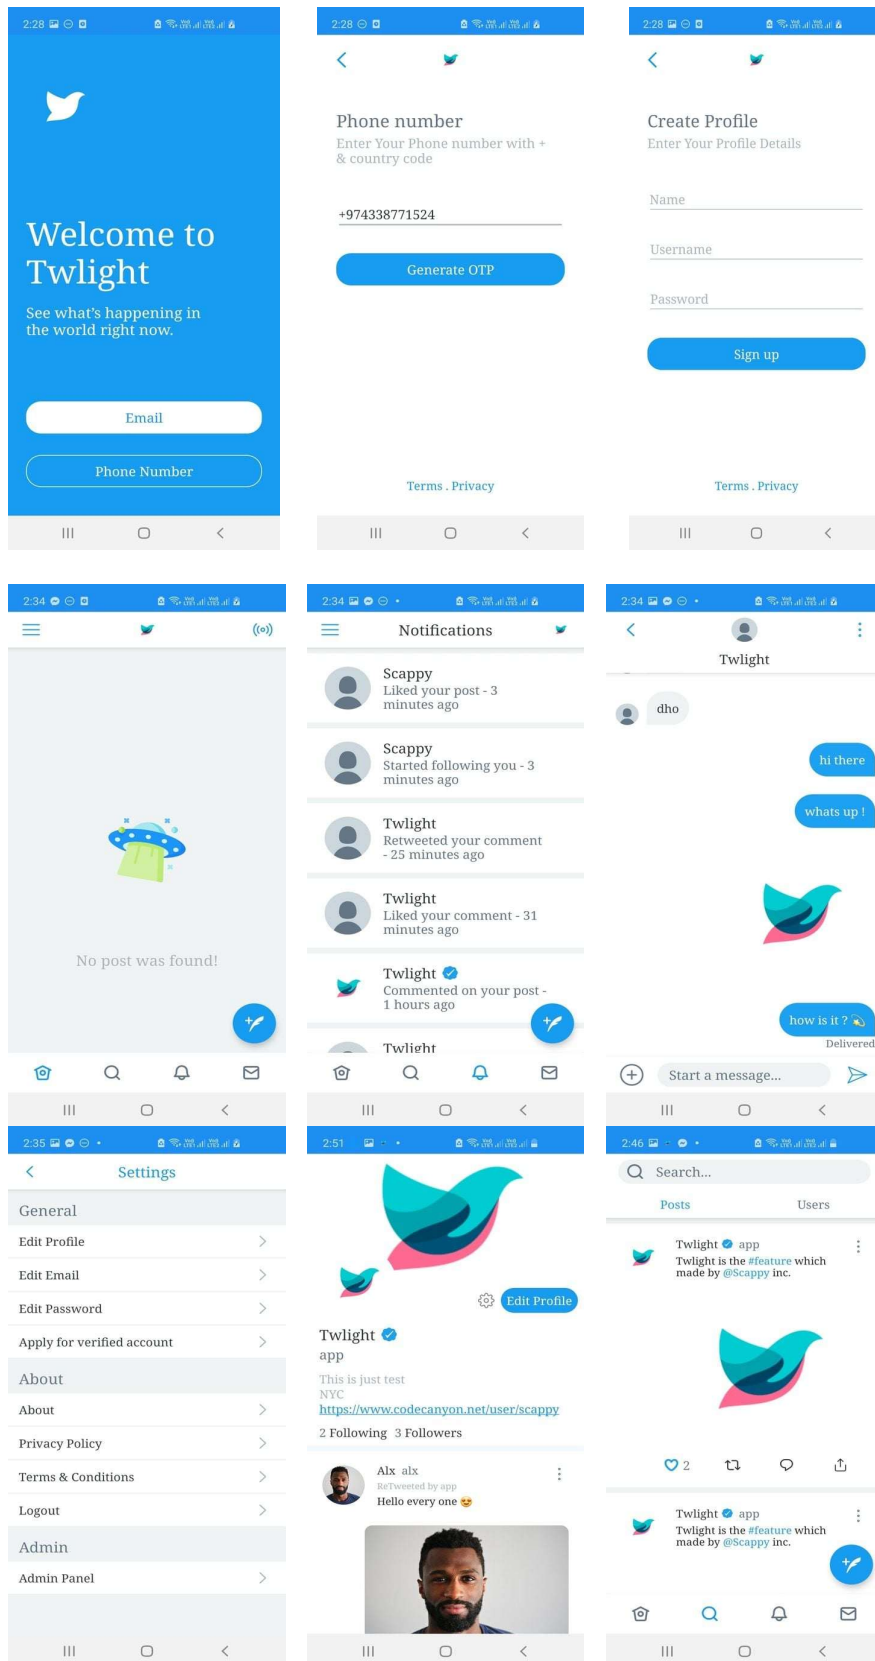 2:28
Welcome to
Twlight
See what's happening in
the world right now.
Email
Phone Number
2:28
Phone number
Enter Your Phone number with +
& country code
+974338771524
Generate OTP
Terms . Privacy
2:28
Create Profile
Enter Your Profile Details
Name
Username
Password
Sign up
Terms . Privacy
2:34
No post was found!
2:34
Notifications
Scappy
Liked your post - 3
minutes ago
Scappy
Started following you - 3
minutes ago
Twlight
Retweeted your comment
- 25 minutes ago
Twlight
Liked your comment - 31
minutes ago
Twlight
Commented on your post -
1 hours ago
Twlight
2:34
Twlight
dho
hi there
whats up !
how is it ? 💫
Delivered
Start a message...
2:35
Settings
General
Edit Profile
Edit Email
Edit Password
Apply for verified account
About
About
Privacy Policy
Terms & Conditions
Logout
Admin
Admin Panel
2:51
Edit Profile
Twlight
app
This is just test
NYC
https://www.codecanyon.net/user/scappy
2 Following 3 Followers
Alx alx
ReTweeted by app
Hello every one 😍
2:46
Search...
Posts Users
Twlight app
Twlight is the #feature which
made by @Scappy inc.
2
Twlight app
Twlight is the #feature which
made by @Scappy inc.